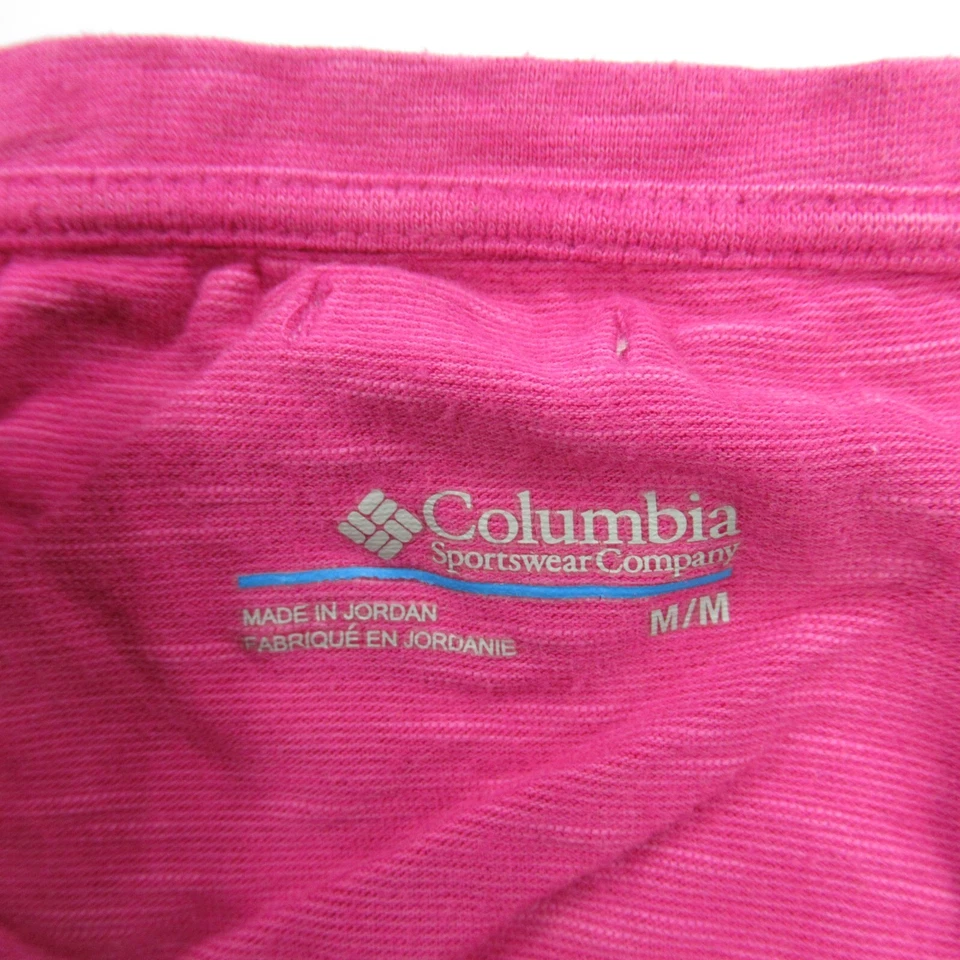 Columbia
Sportswear Company
MADE IN JORDAN
FABRIQUÉ EN JORDANIE
M/M